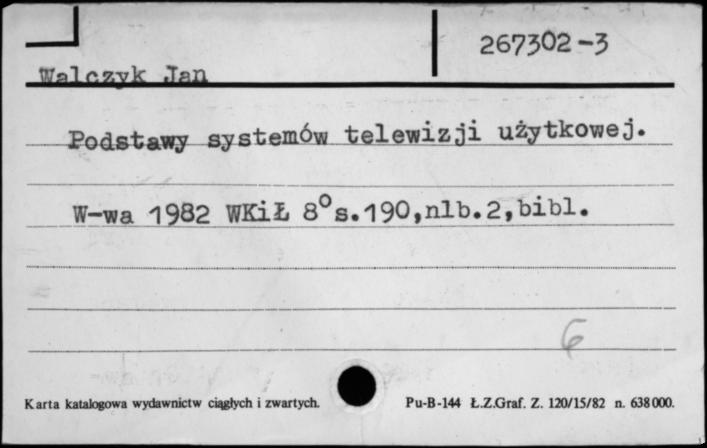 267302-3
Walczyk Jan
Podstawy systemów telewizji użytkowej.
W-wa 1982 WKiŁ 8° s.190,nlb.2,bibl.
6
Karta katalogowa wydawnictw ciągłych i zwartych. Pu-B-144 Ł.Z.Graf. Z. 120/15/82 n. 638000.